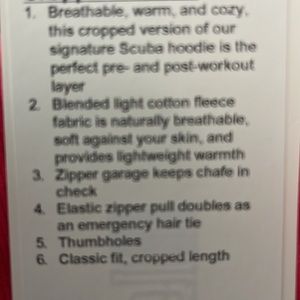 1. Breathable, warm, and cozy,
this cropped version of our
signature Scuba hoodie is the
perfect pre- and post-workout
layer
2. Blended light cotton fleece
fabric is naturally breathable,
soft against your skin, and
provides lightweight warmth
3. Zipper garage keeps chafe in
check
4. Elastic zipper pull doubles as
an emergency hair tie
5. Thumbholes
6. Classic fit, cropped length